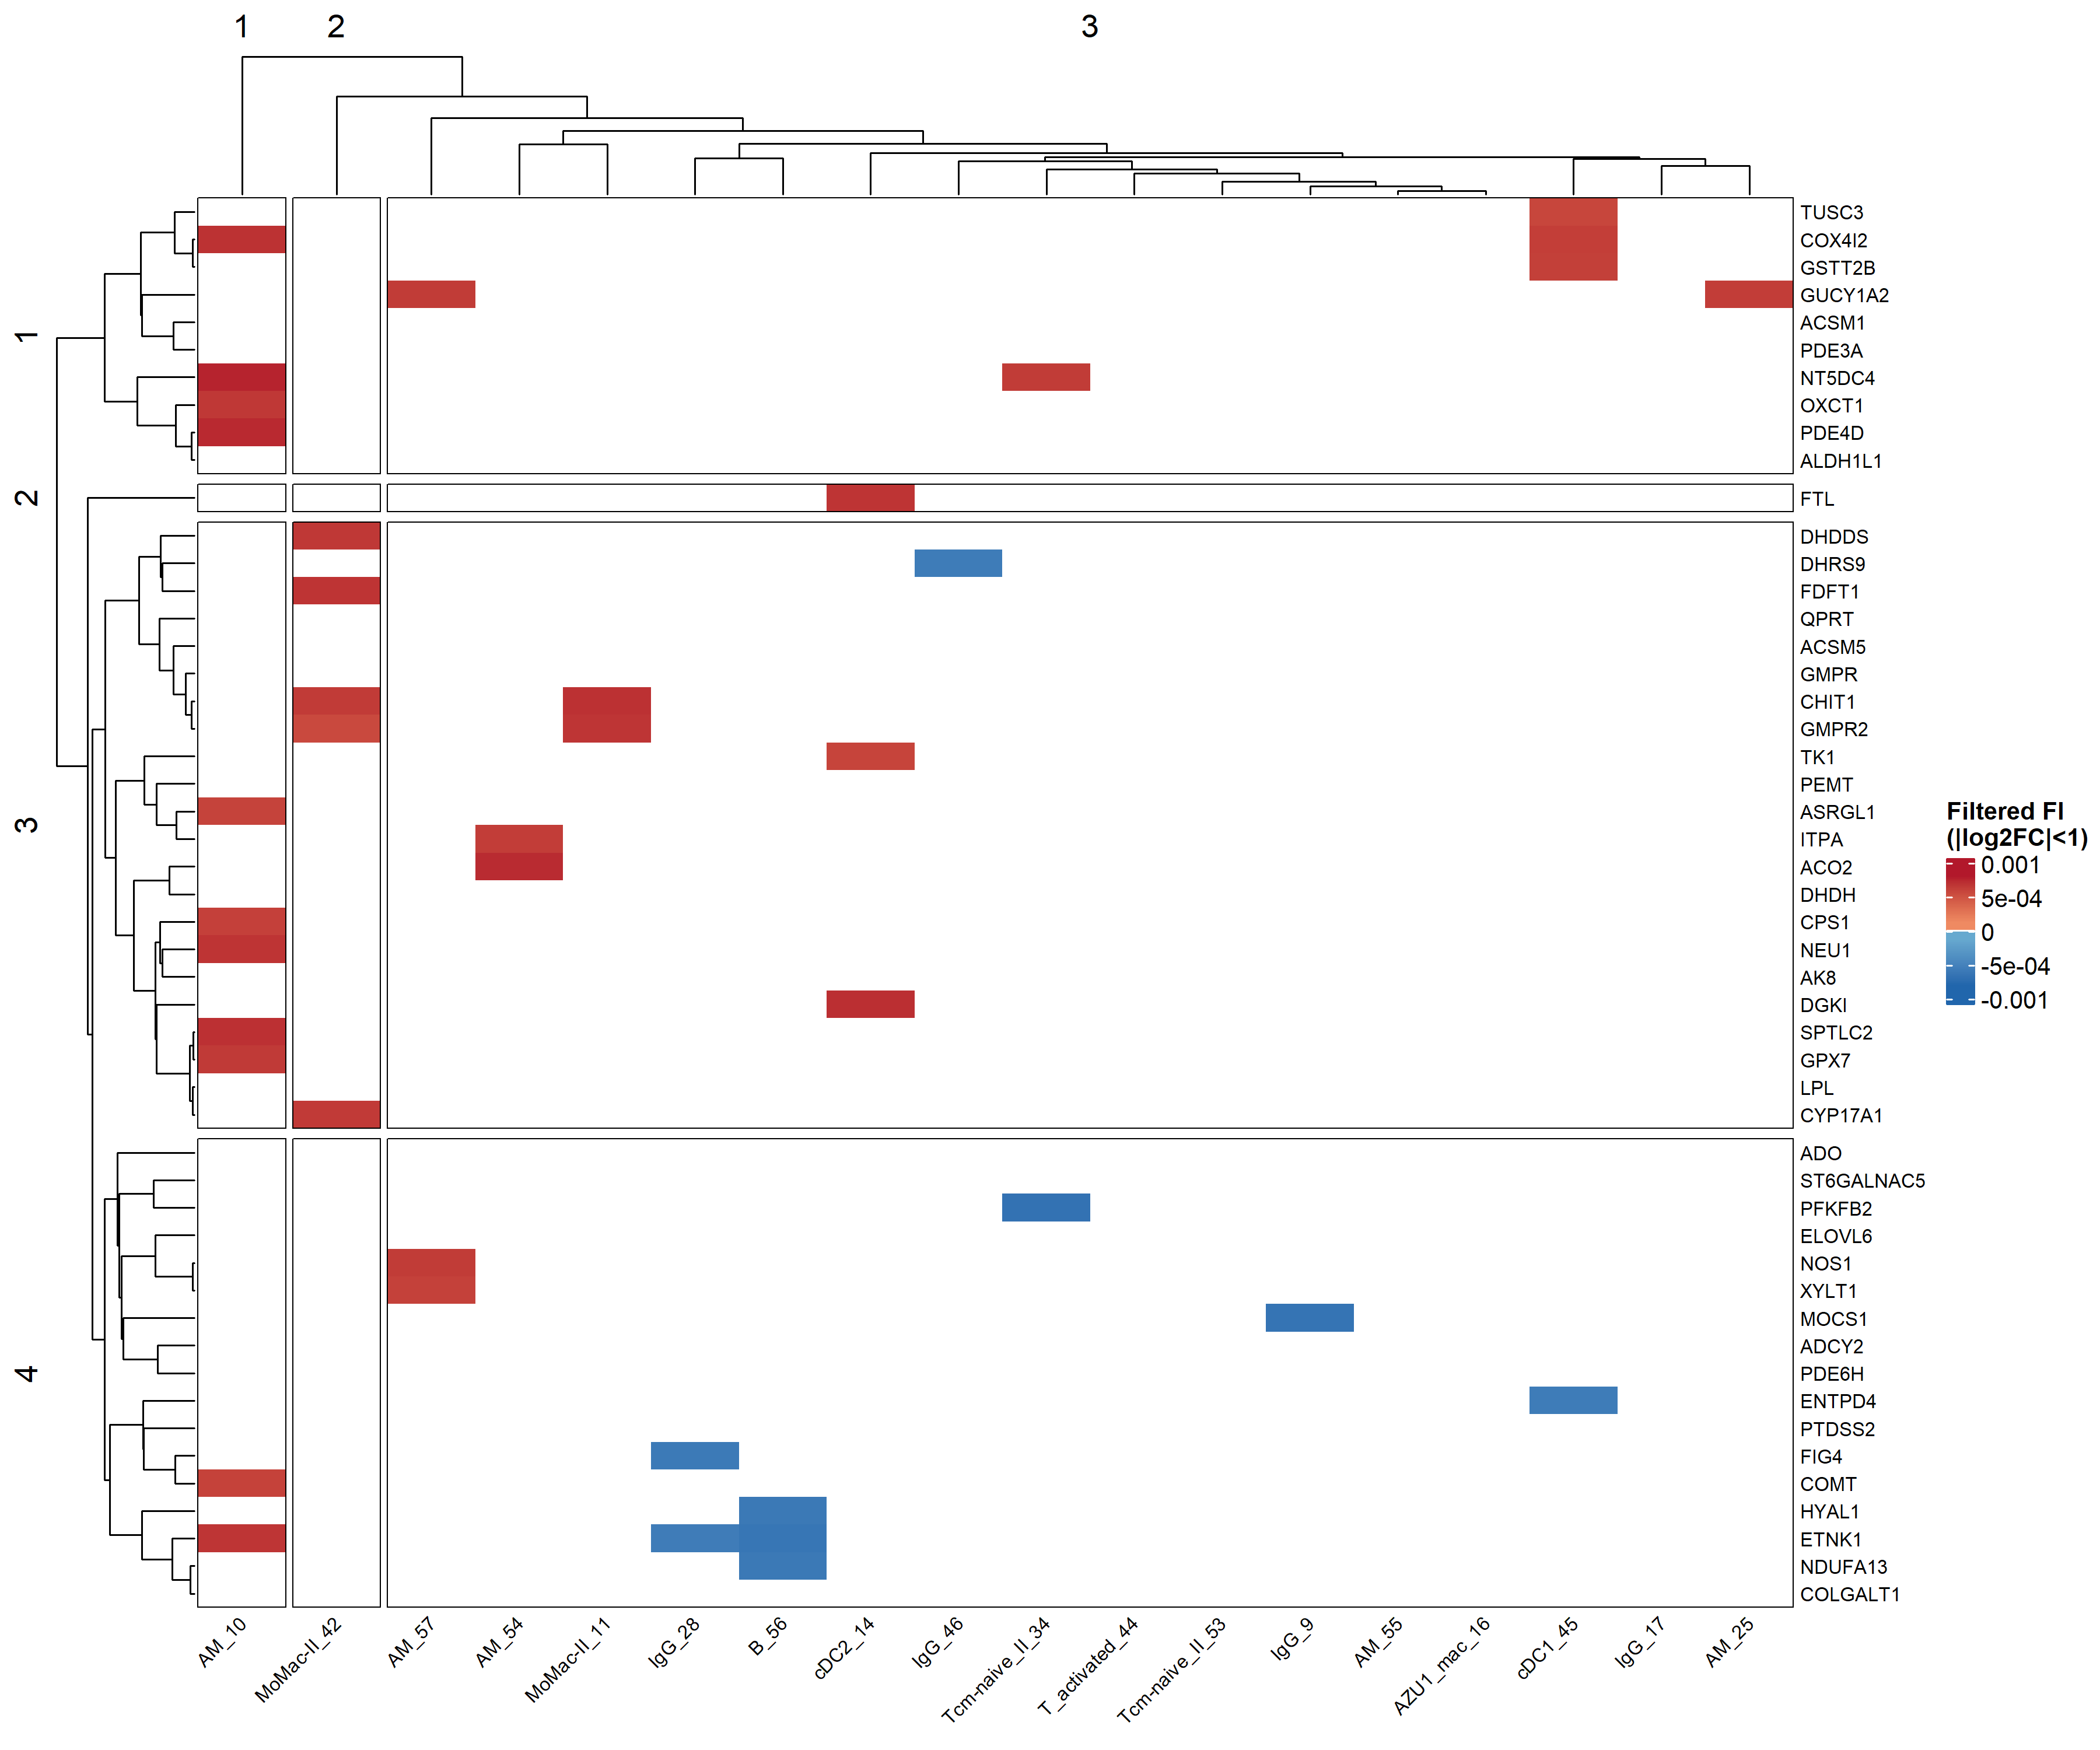 1
2
3
1
2
3
4
TUSC3
COX4I2
GSTT2B
GUCY1A2
ACSM1
PDE3A
NT5DC4
OXCT1
PDE4D
ALDH1L1
FTL
DHDDS
DHRS9
FDFT1
QPRT
ACSM5
GMPR
CHIT1
GMPR2
TK1
PEMT
ASRGL1
ITPA
ACO2
DHDH
CPS1
NEU1
AK8
DGKI
SPTLC2
GPX7
LPL
CYP17A1
ADO
ST6GALNAC5
PFKFB2
ELOVL6
NOS1
XYLT1
MOCS1
ADCY2
PDE6H
ENTPD4
PTDSS2
FIG4
COMT
HYAL1
ETNK1
NDUFA13
COLGALT1
AM_10
MoMac-II_42
AM_57
AM_54
MoMac-II_11
IgG_28
B_56
cDC2_14
IgG_46
Tcm-naive_II_34
T_activated_44
Tcm-naive_II_53
IgG_9
AM_55
AZU1_mac_16
cDC1_45
IgG_17
AM_25
Filtered FI
(|log2FC|<1)
0.001
5e-04
0
-5e-04
-0.001